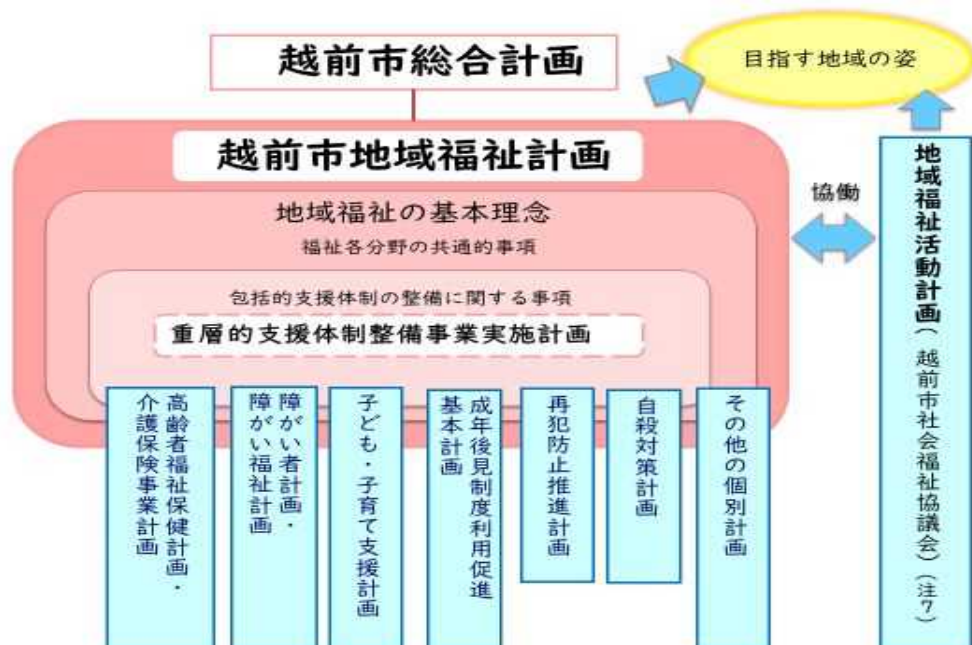 越前市総合計画
目指す地域の姿
越前市地域福祉計画
地域福祉の基本理念
福祉各分野の共通的事項
包括的支援体制の整備に関する事項
重層的支援体制整備事業実施計画
協働
高齢者福祉保健計画・
介護保険事業計画
障がい者計画・
障がい福祉計画
子ども・子育て支援計画
成年後見制度利用促進
基本計画
再犯防止推進計画
自殺対策計画
その他の個別計画
地域福祉活動計画(越前市社会福祉協議会)(注7)